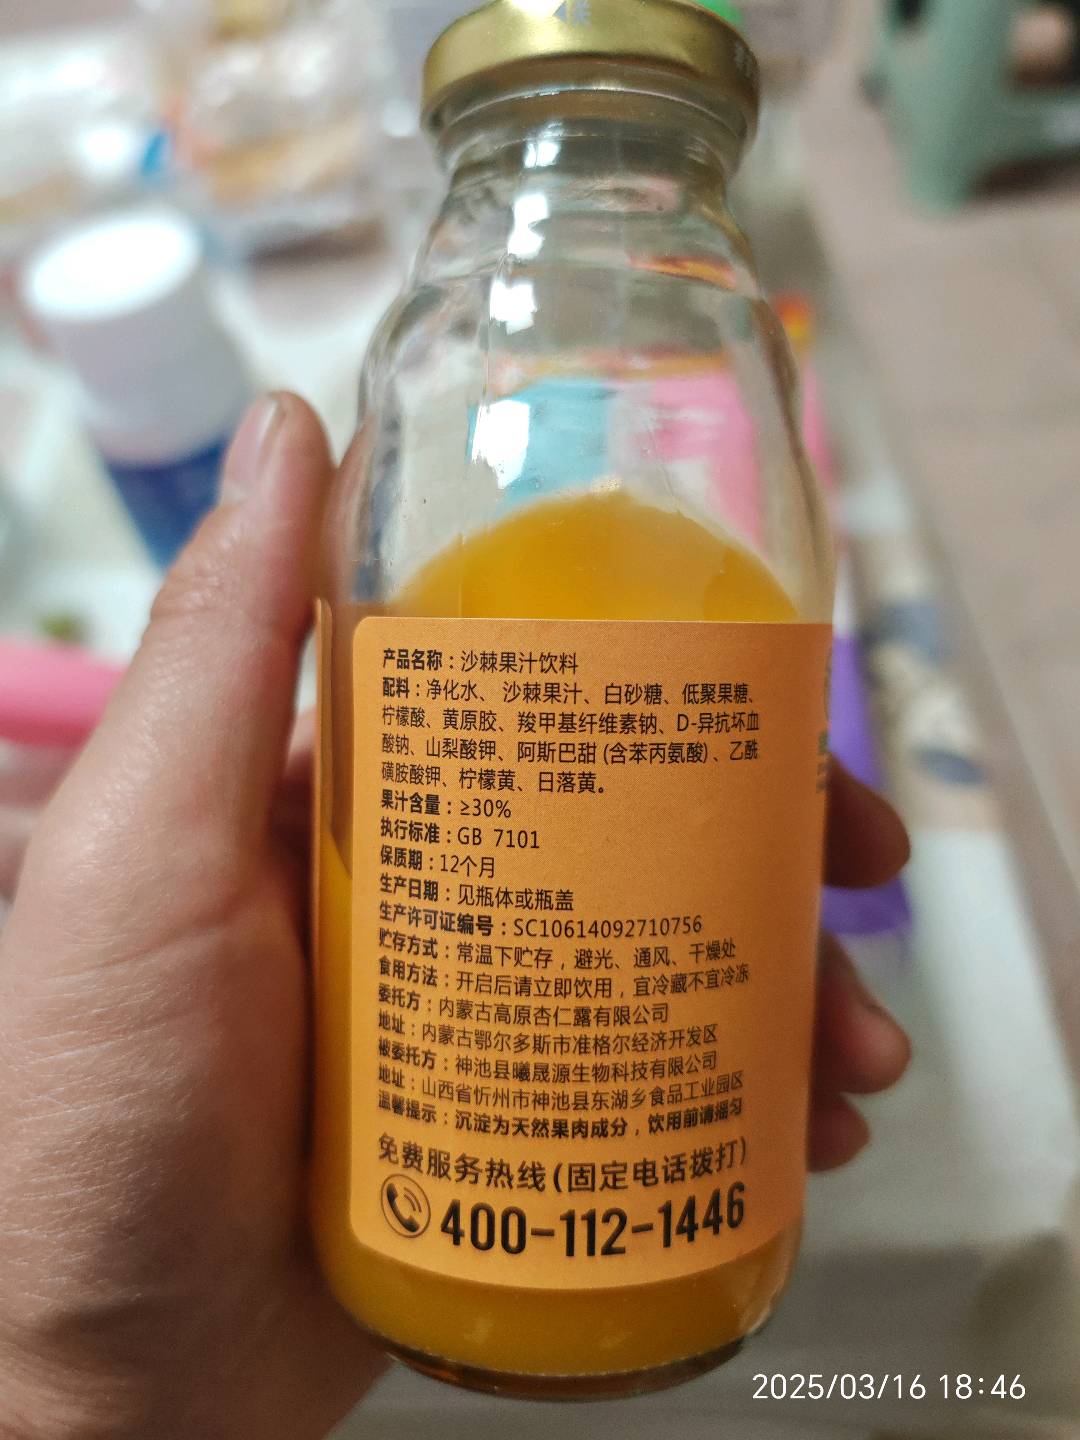 产品名称：沙棘果汁饮料
配料：净化水、沙棘果汁、白砂糖、低聚果糖、
柠檬酸、黄原胶、羧甲基纤维素钠、D-异抗坏血
酸钠、山梨酸钾、阿斯巴甜(含苯丙氨酸)、乙酰
磺胺酸钾、柠檬黄、日落黄。
果汁含量：≥30%
执行标准：GB 7101
保质期：12个月
生产日期：见瓶体或瓶盖
生产许可证编号：SC10614092710756
贮存方式：常温下贮存，避光、通风、干燥处
食用方法：开启后请立即饮用，宜冷藏不宜冷冻
委托方：内蒙古高原杏仁露有限公司
地址：内蒙古鄂尔多斯市准格尔经济开发区
被委托方：神池县曦晟源生物科技有限公司
地址：山西省忻州市神池县东湖乡食品工业园区
温馨提示：沉淀为天然果肉成分，饮用前请摇匀
免费服务热线(固定电话拨打)
400-112-1446
2025/03/16 18:46